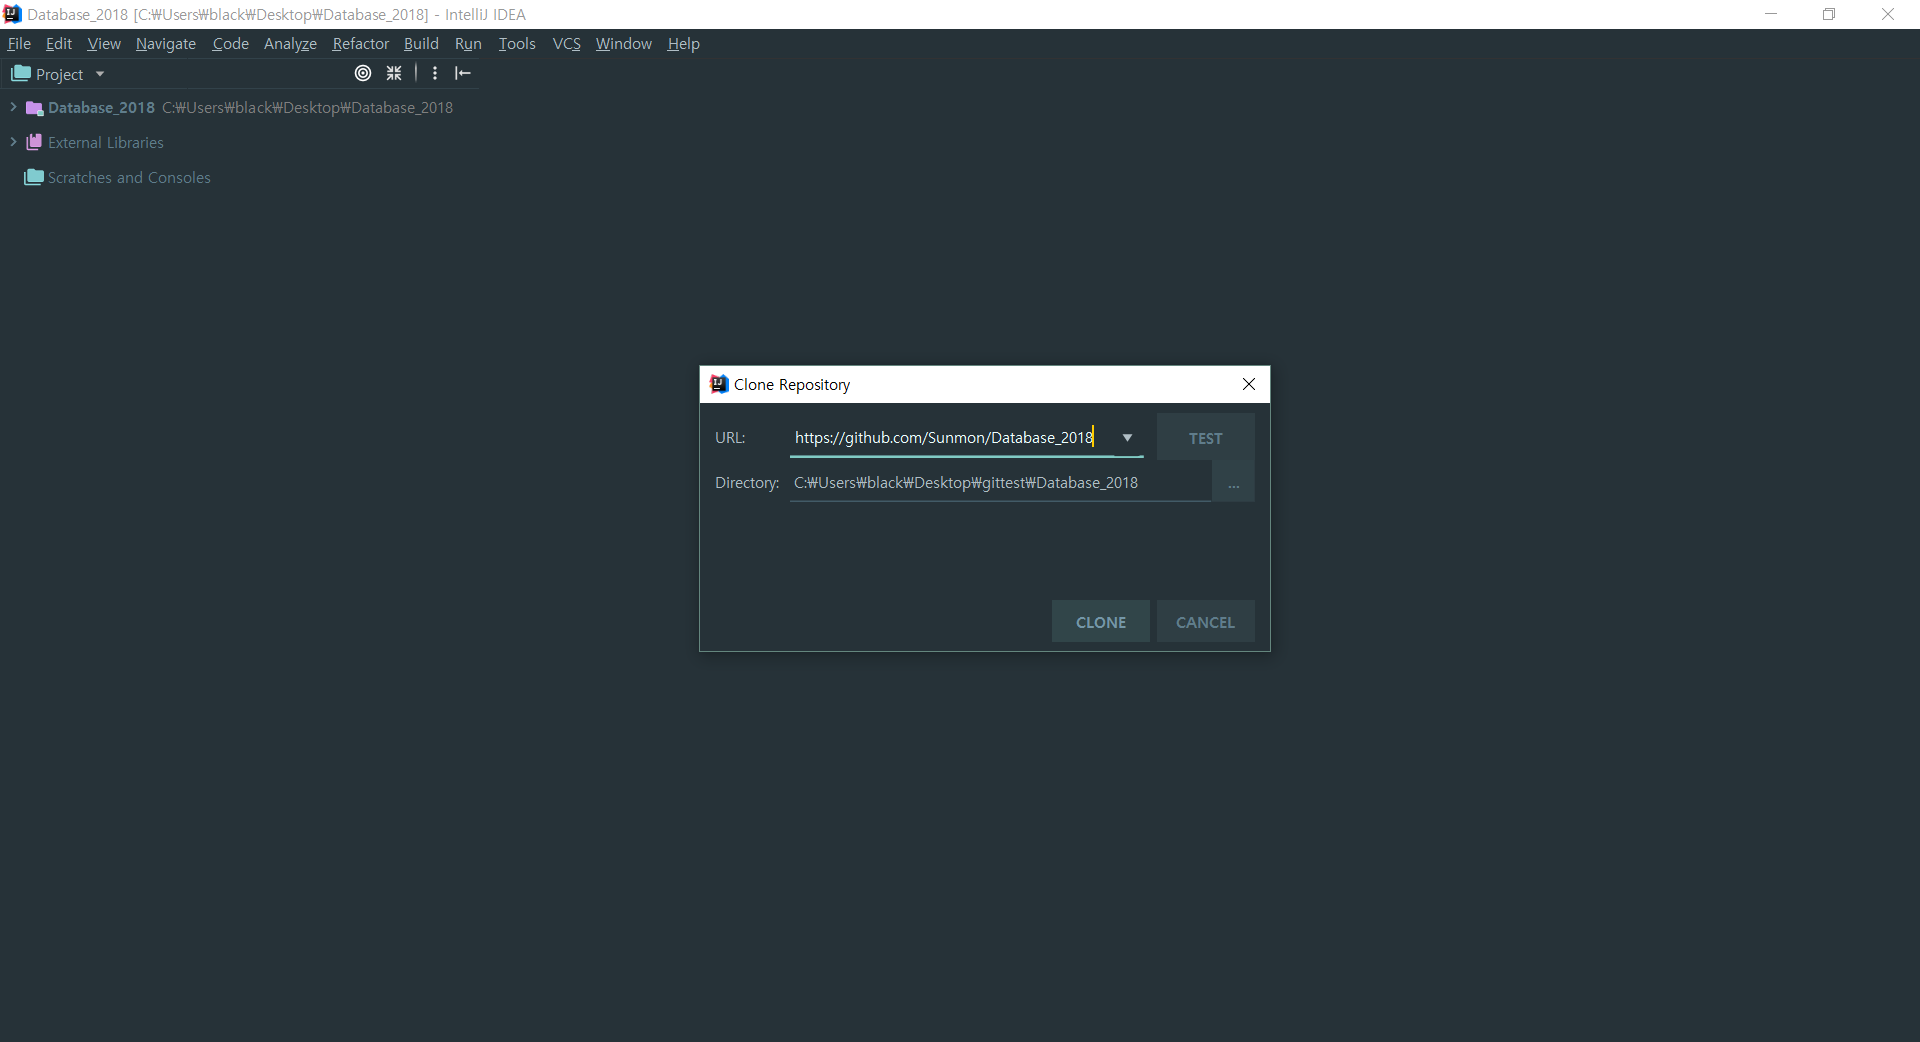 Database_2018 [C:₩Users₩black₩Desktop₩Database_2018] - IntelliJ IDEA
File Edit View Navigate Code Analyze Refactor Build Run Tools VCS Window Help
Project
Database_2018 C:₩Users₩black₩Desktop₩Database_2018
External Libraries
Scratches and Consoles
IJ Clone Repository
URL: https://github.com/Sunmon/Database_2018 TEST
Directory: C:₩Users₩black₩Desktop₩gittest₩Database_2018 ...
CLONE CANCEL